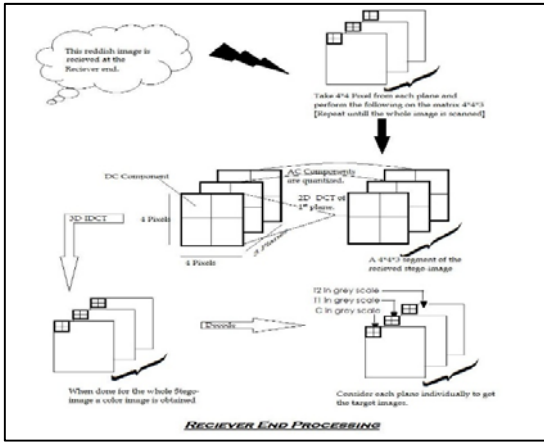 This reddish image is
recieved at the
Reciever end.
Take 4*4 Pixel from each plane and
perform the following on the matrix 4*4*3
[Repeat untill the whole image is scanned]
DC Component
AC Components
are quantized.
2D DCT of
1st plane.
4 Pixels
3 Planes
4 Pixels
3D IDCT
A 4*4*3 segment of the
recieved stego-image
T2 In grey scale
T1 In grey scale
C In grey scale
Decode
When done for the whole Stego-
image a color image is obtained
Consider each plane individually to get
the target images.
RECIEVER END PROCESSING